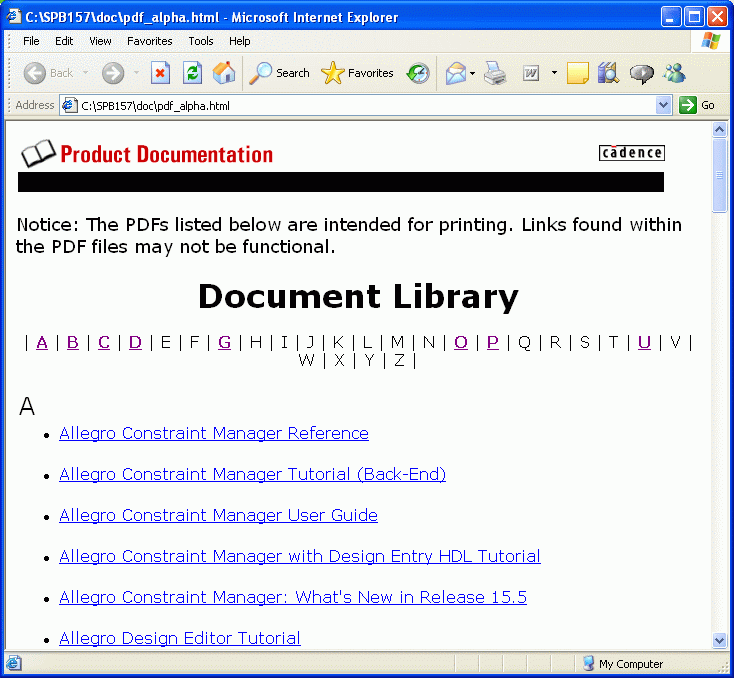 C:\SPB157\doc\pdf_alpha.html - Microsoft Internet Explorer
File Edit View Favorites Tools Help
Back Search Favorites
Address C:\SPB157\doc\pdf_alpha.html Go
Product Documentation cadence
Notice: The PDFs listed below are intended for printing. Links found within
the PDF files may not be functional.
Document Library
| A | B | C | D | E | F | G | H | I | J | K | L | M | N | O | P | Q | R | S | T | U | V |
W | X | Y | Z |
A
• Allegro Constraint Manager Reference
• Allegro Constraint Manager Tutorial (Back-End)
• Allegro Constraint Manager User Guide
• Allegro Constraint Manager with Design Entry HDL Tutorial
• Allegro Constraint Manager: What's New in Release 15.5
• Allegro Design Editor Tutorial
My Computer